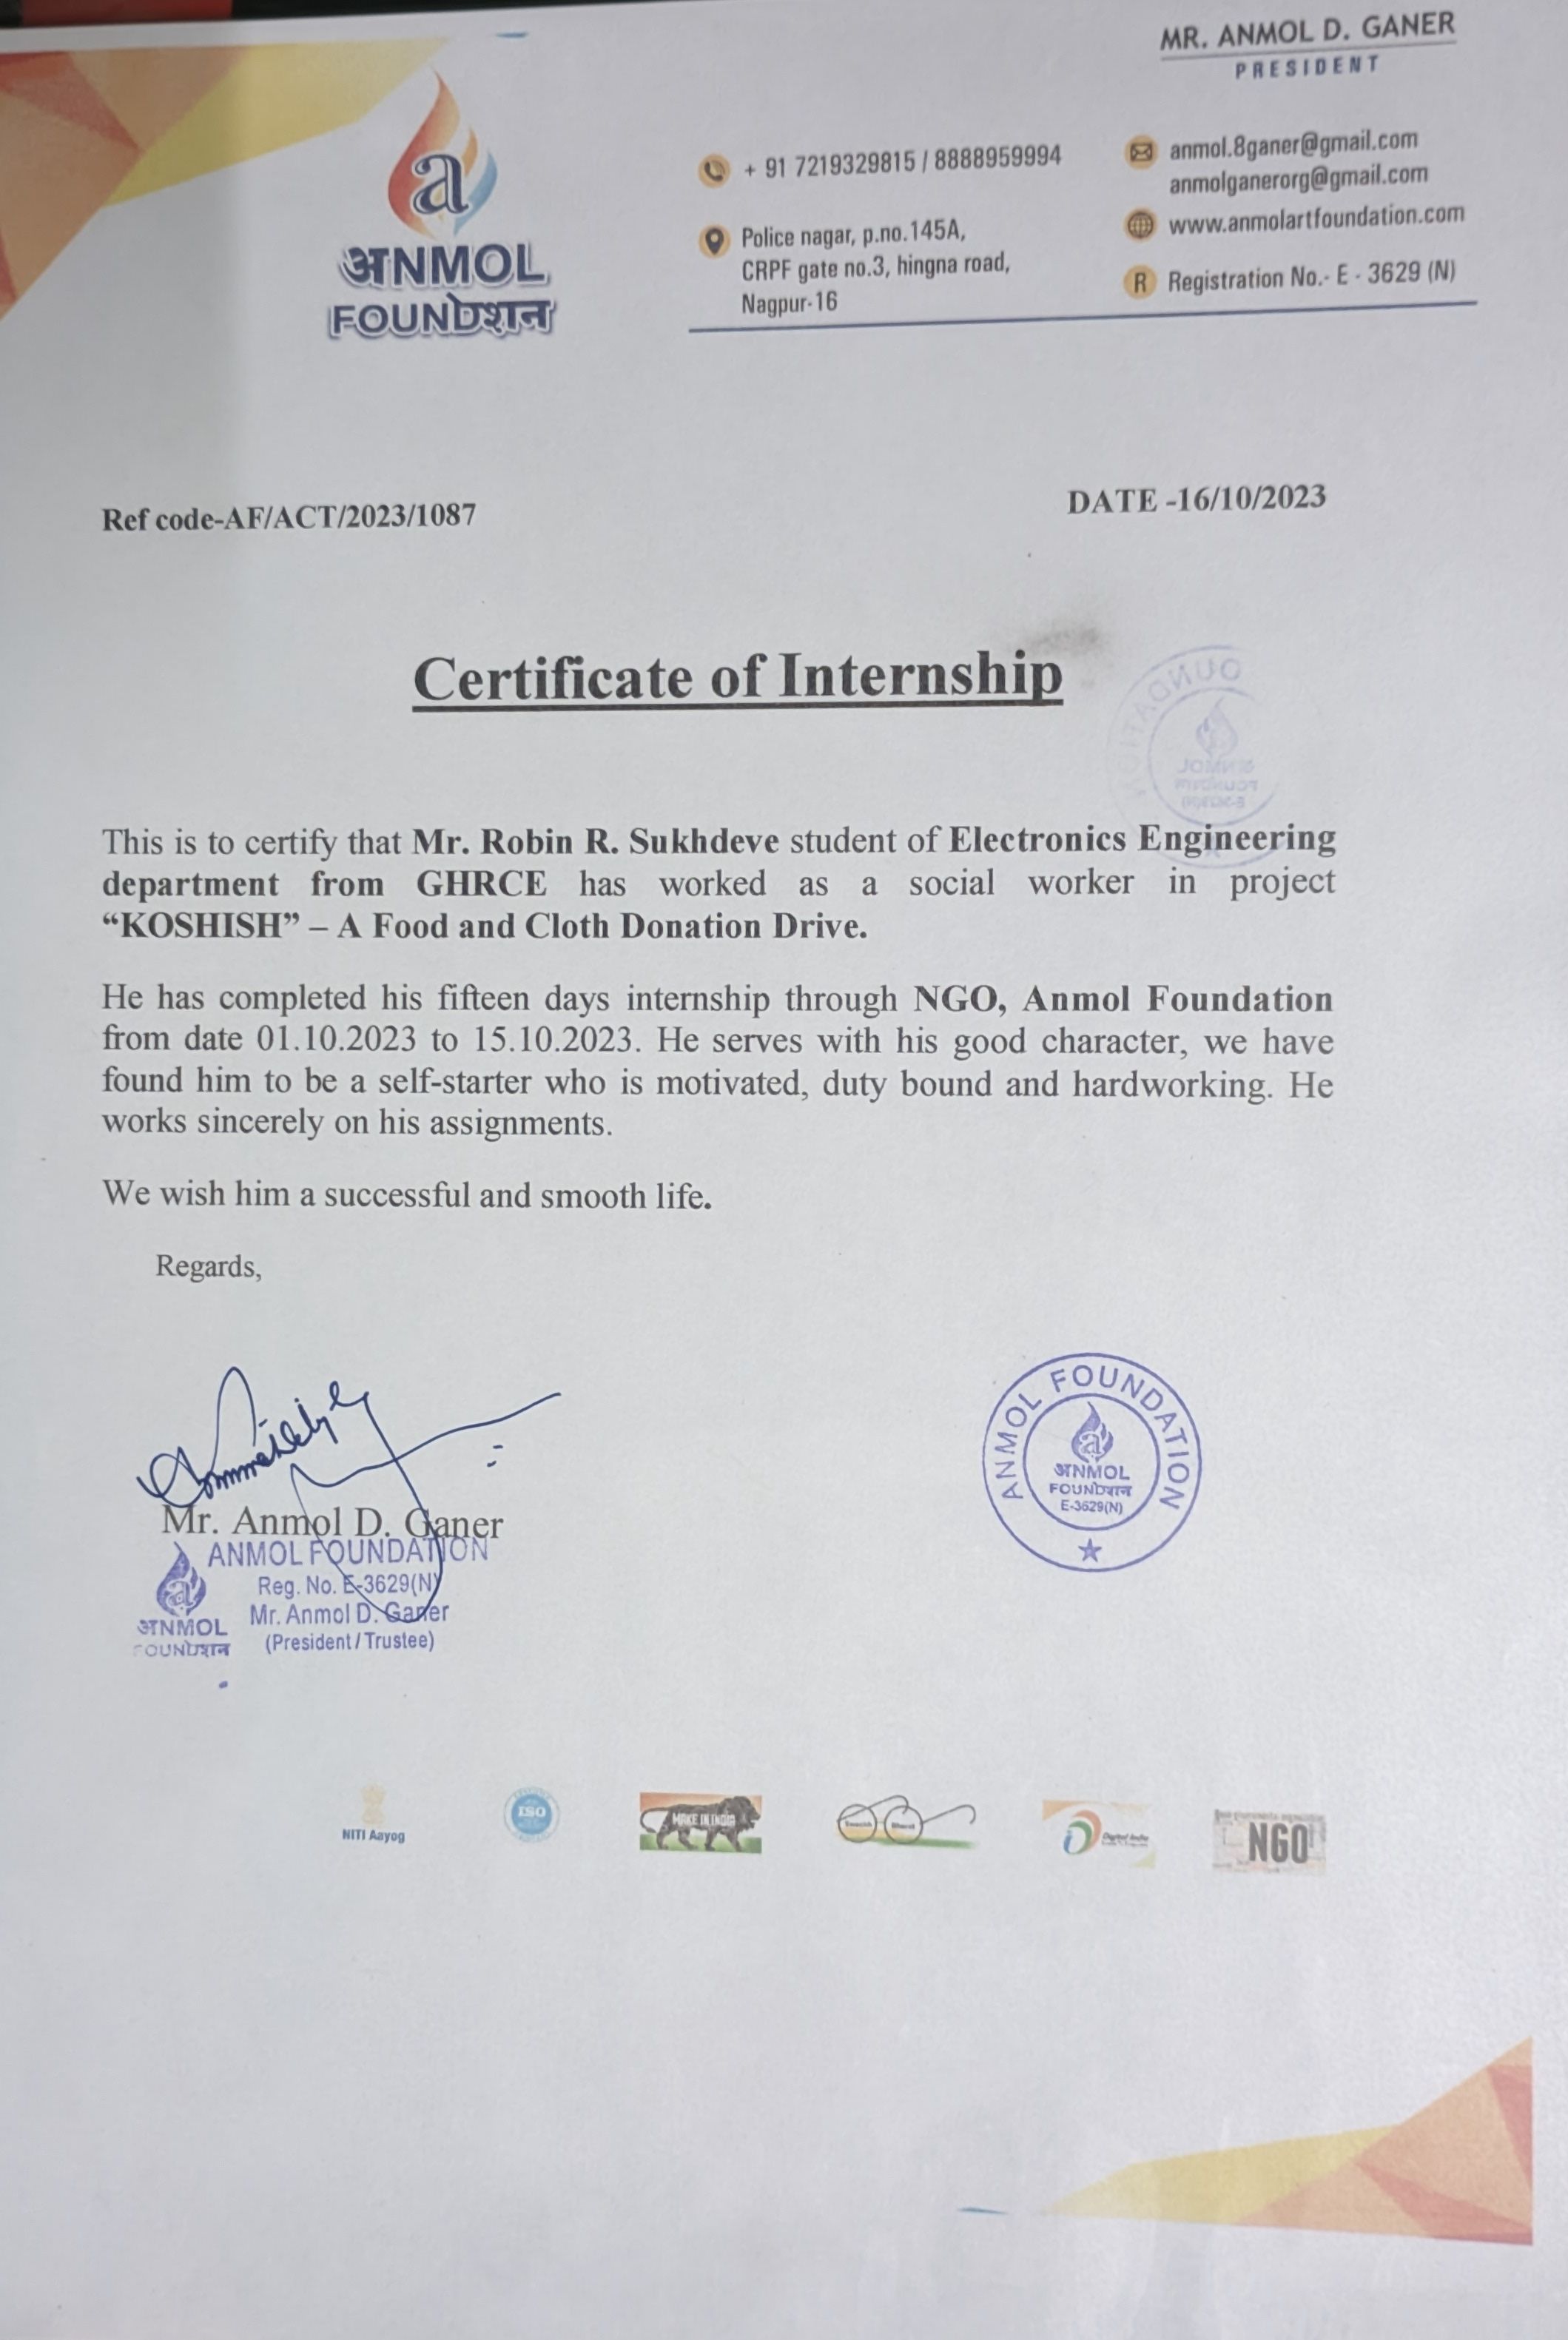 MR. ANMOL D. GANER
PRESIDENT
a
अNMOL
FOUNDेशन
+ 91 7219329815 / 8888959994
Police nagar, p.no.145A,
CRPF gate no.3, hingna road,
Nagpur-16
anmol.8ganer@gmail.com
anmolganerorg@gmail.com
www.anmolartfoundation.com
R Registration No.- E - 3629 (N)
Ref code-AF/ACT/2023/1087
DATE -16/10/2023
Certificate of Internship
This is to certify that Mr. Robin R. Sukhdeve student of Electronics Engineering
department from GHRCE has worked as a social worker in project
“KOSHISH” – A Food and Cloth Donation Drive.
He has completed his fifteen days internship through NGO, Anmol Foundation
from date 01.10.2023 to 15.10.2023. He serves with his good character, we have
found him to be a self-starter who is motivated, duty bound and hardworking. He
works sincerely on his assignments.
We wish him a successful and smooth life.
Regards,
Mr. Anmol D. Ganer
ANMOL FOUNDATION
Reg. No. E-3629(N)
Mr. Anmol D. Ganer
(President / Trustee)
a
अNMOL
FOUNDेशन
ANMOL FOUNDATION
a
अNMOL
FOUNDेशन
E-3629(N)
NITI Aayog
ISO
MAKE IN INDIA
Swachh Bharat
Digital India
NGO